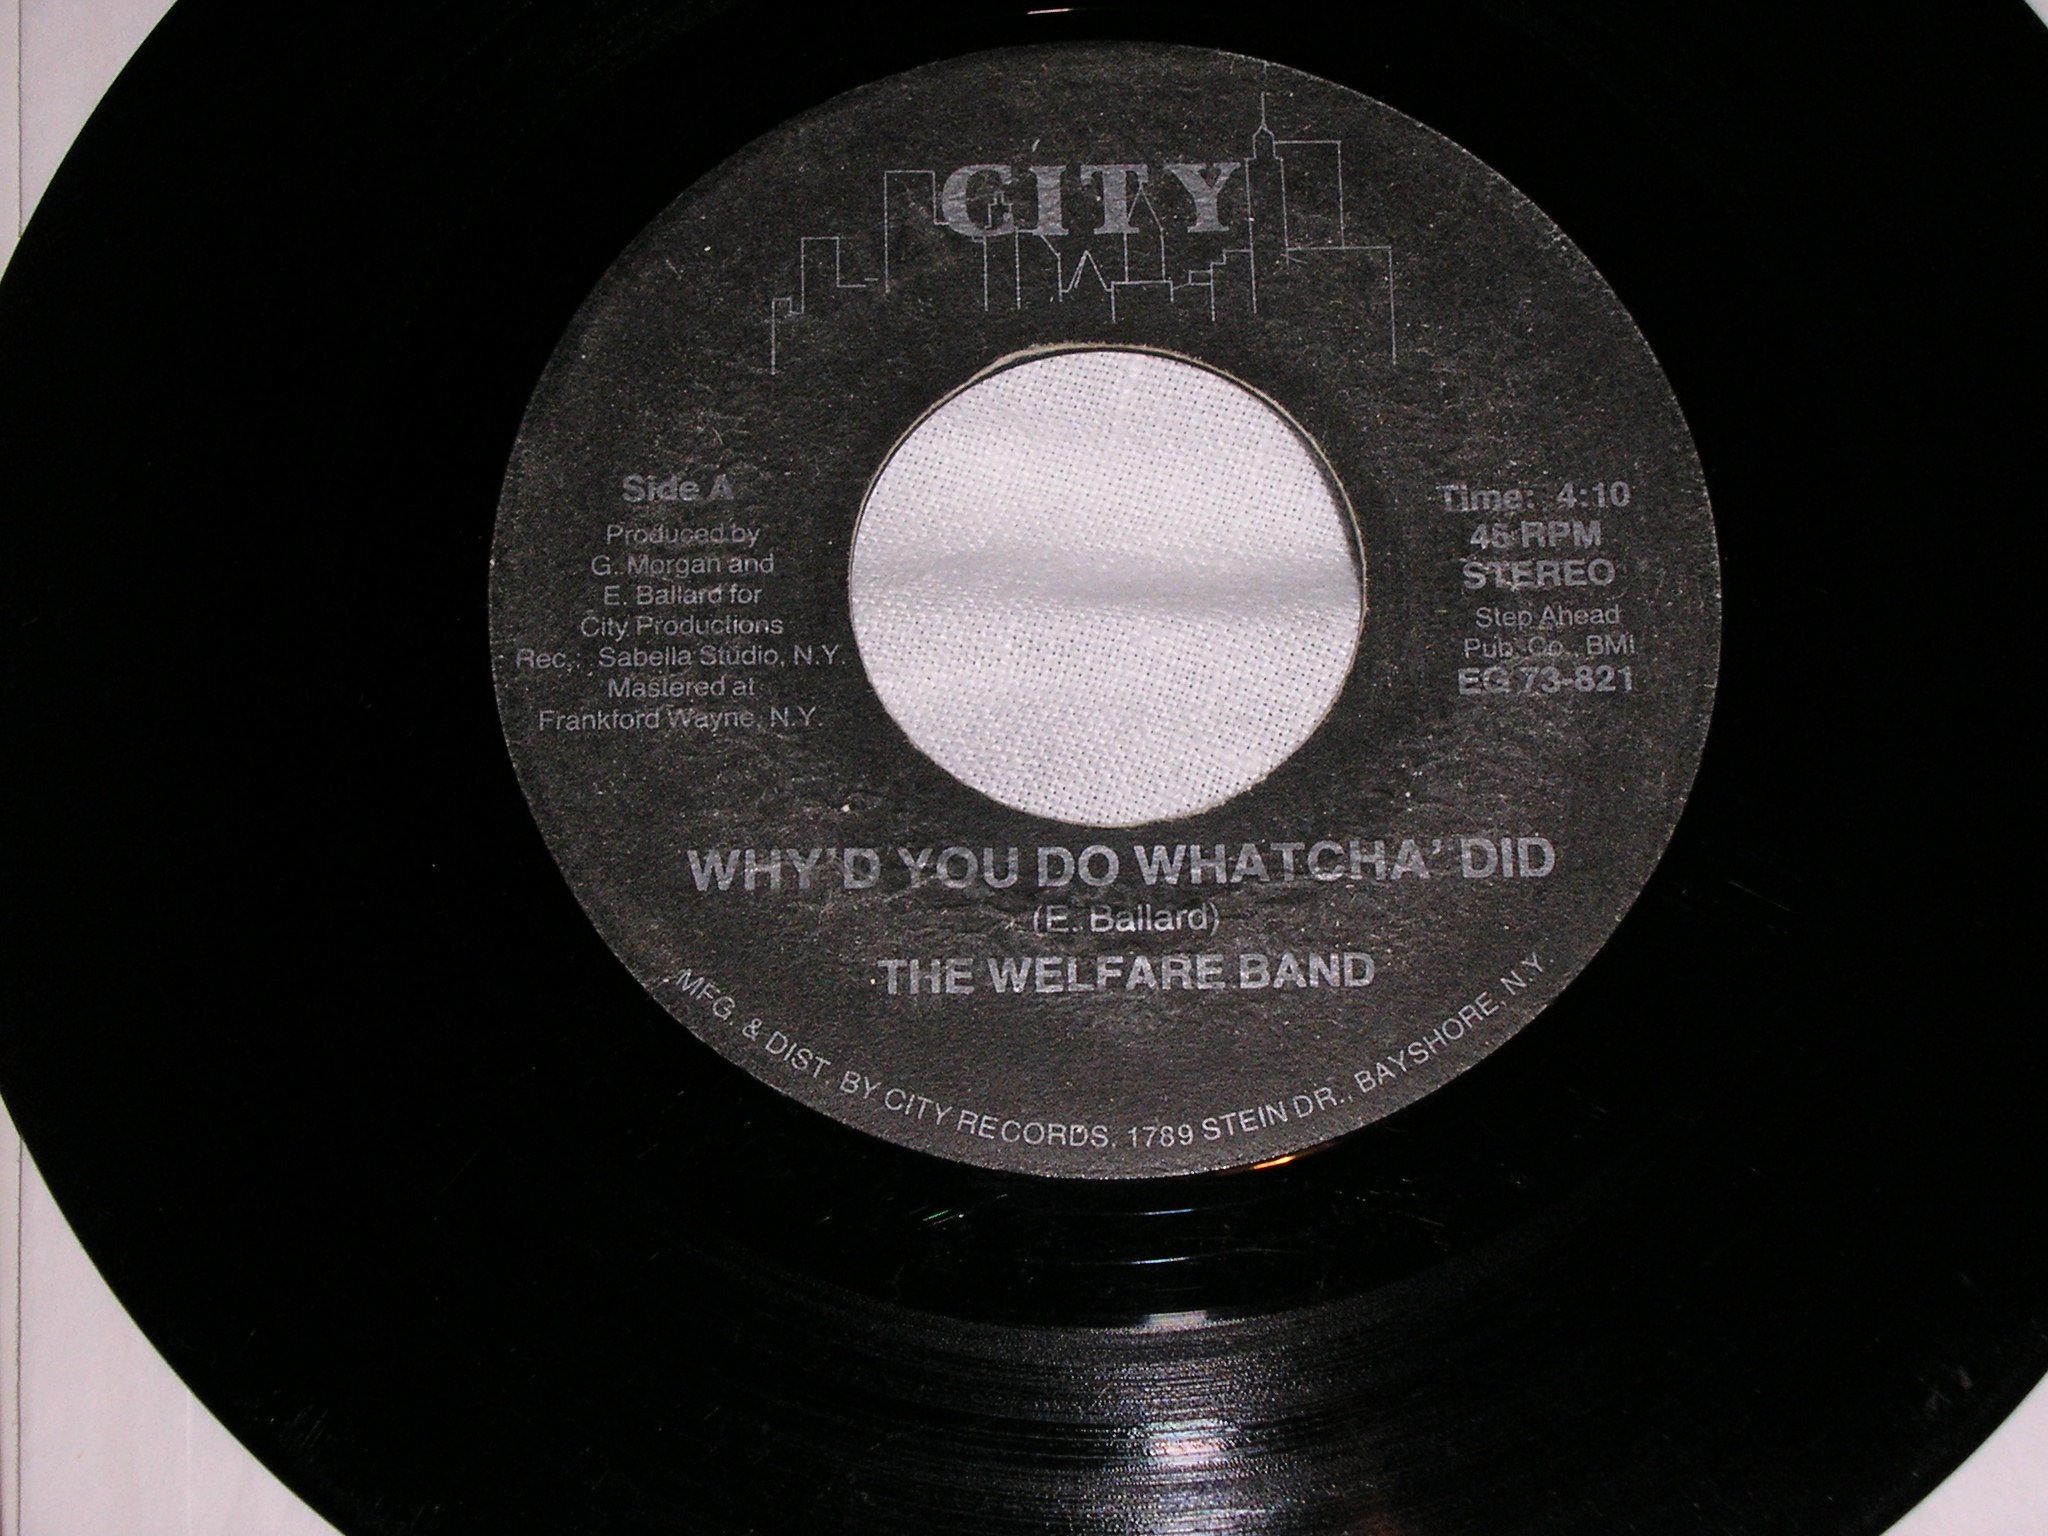 CITY
Side A
Produced by
G. Morgan and
E. Ballard for
City Productions
Rec.: Sabella Studio, N.Y.
Mastered at
Frankford Wayne, N.Y.
Time: 4:10
45 RPM
STEREO
Step Ahead
Pub. Co., BMI
EG 73-821
WHY'D YOU DO WHATCHA' DID
(E. Ballard)
THE WELFARE BAND
MFG. & DIST. BY CITY RECORDS, 1789 STEIN DR., BAYSHORE, N.Y.